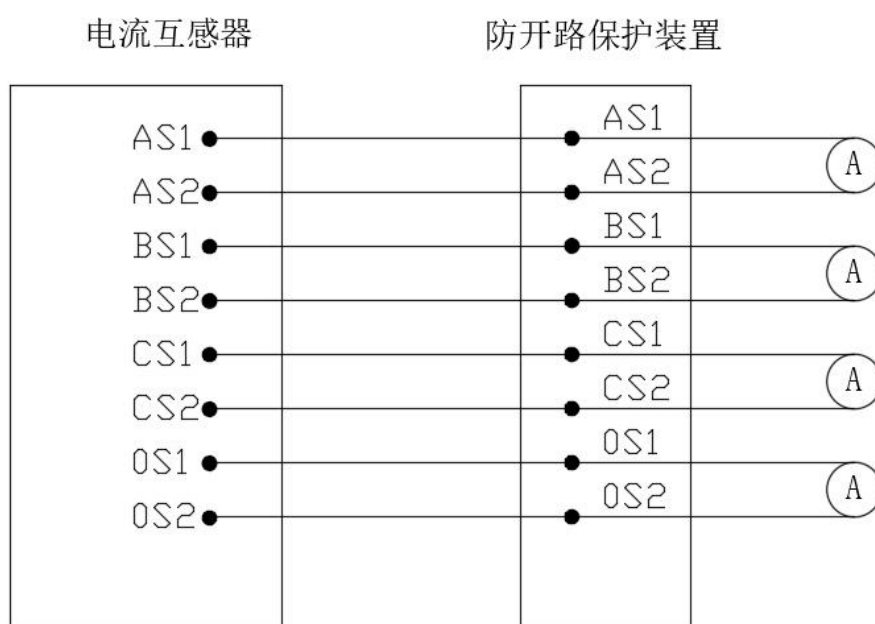 电流互感器 防开路保护装置
AS1 AS1
A
AS2 AS2
BS1 BS1
A
BS2 BS2
CS1 CS1
A
CS2 CS2
0S1 0S1
A
0S2 0S2